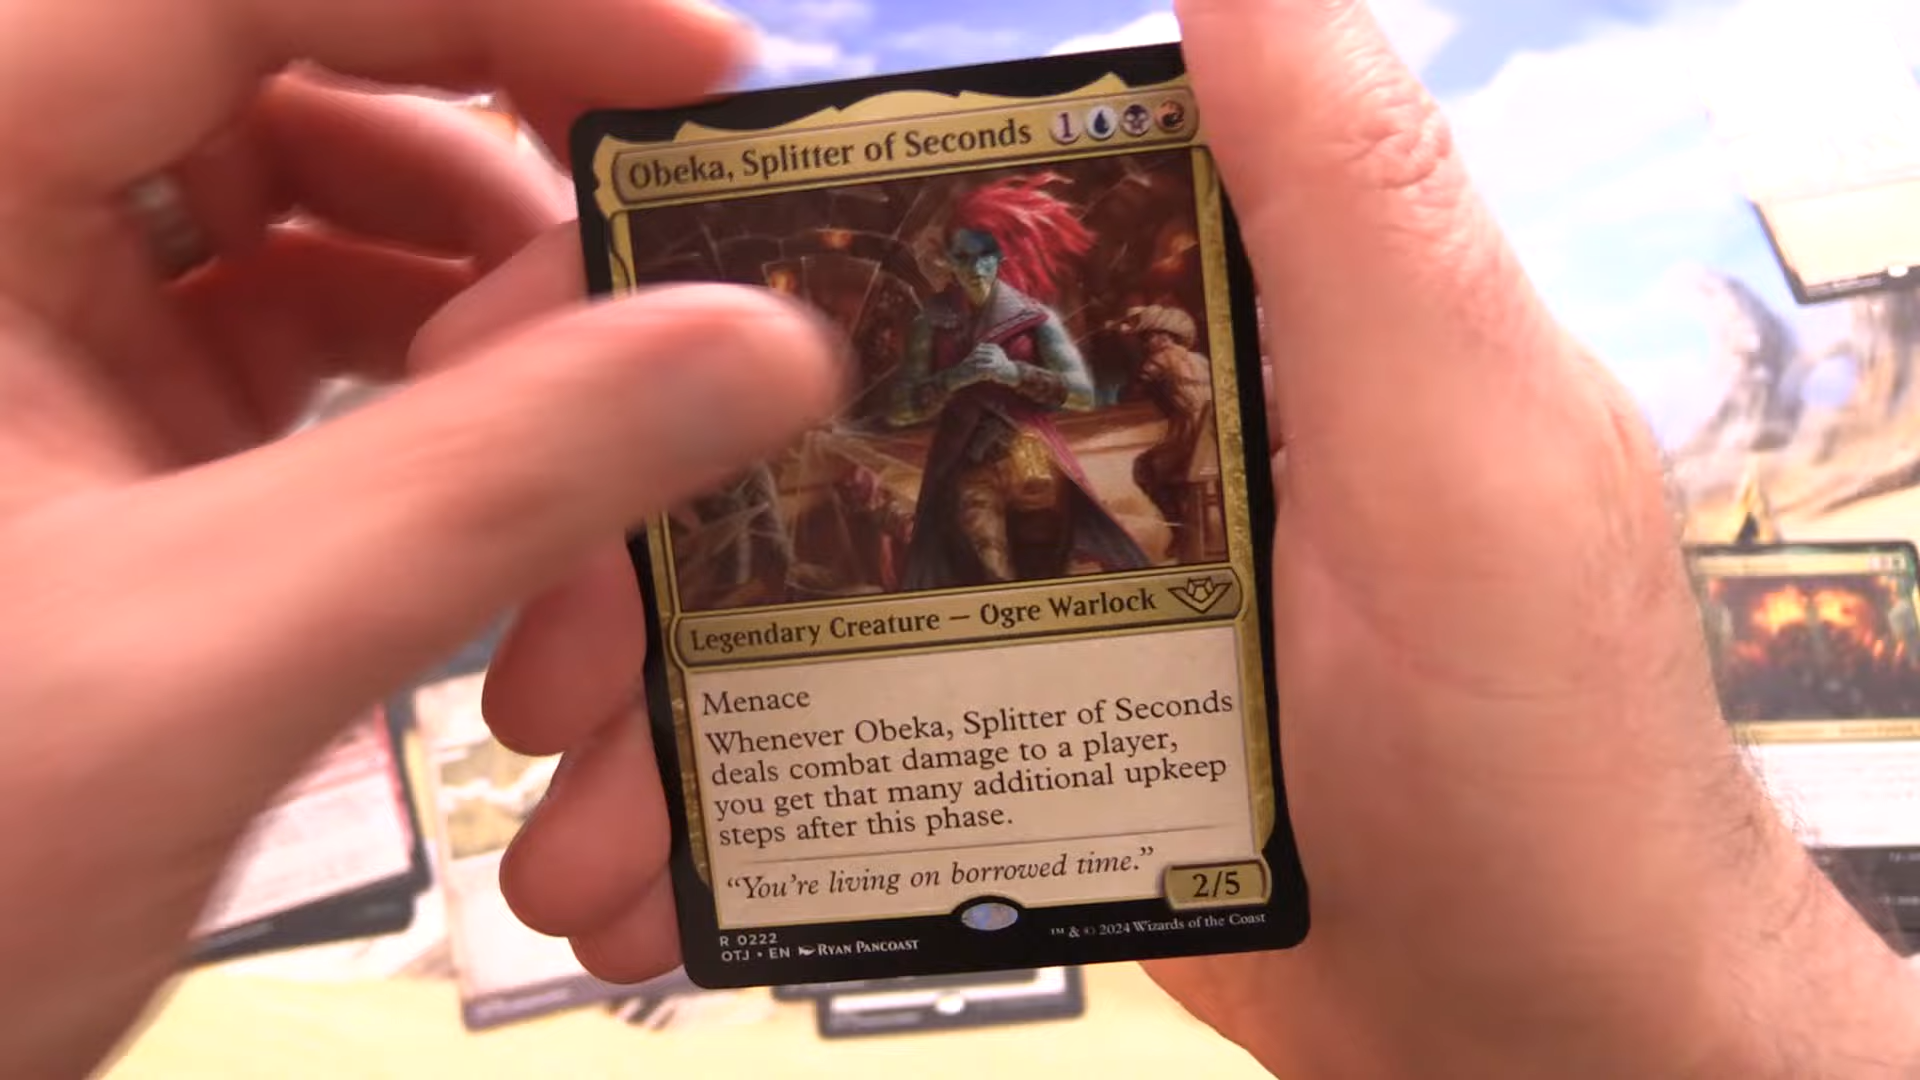 Obeka, Splitter of Seconds 1
Legendary Creature — Ogre Warlock
Menace
Whenever Obeka, Splitter of Seconds
deals combat damage to a player,
you get that many additional upkeep
steps after this phase.
“You’re living on borrowed time.”
2/5
R 0222
OTJ • EN RYAN PANCOAST
™ & © 2024 Wizards of the Coast